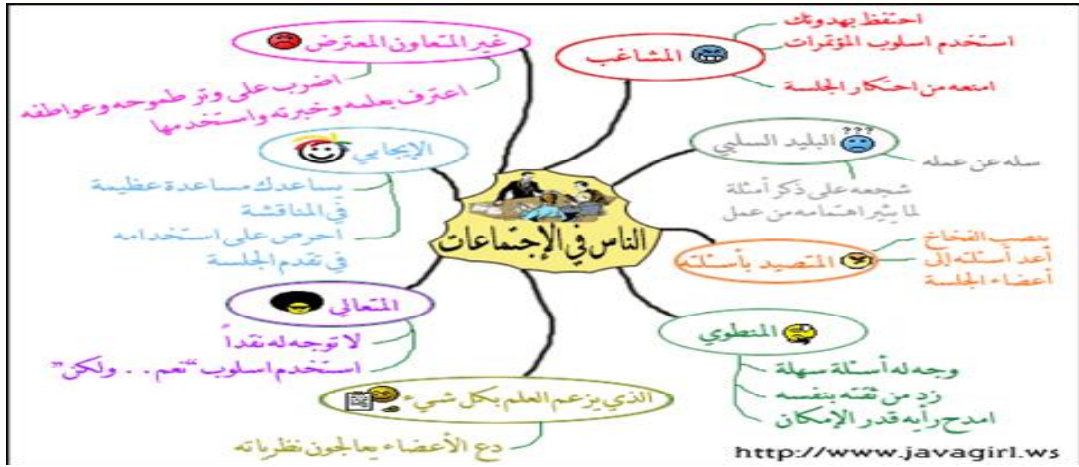 الناس في الإجتماعات
المشاغب
احتفظ بهدوئك
استخدم اسلوب المؤتمرات
امنعه من احتكار الجلسة
البليد السلبي
???
سله عن عمله
شجعه على ذكر أمثلة
لما يثير اهتمامه من عمل
المتصيد بأسئلته
ينصب الفخاخ
أعد أسئلته إلى
أعضاء الجلسة
المنطوي
وجه له أسئلة سهلة
زد من ثقته بنفسه
امدح رأيه قدر الإمكان
الذي يزعم العلم بكل شيء
دع الأعضاء يعالجون نظرياته
المتعالي
لا توجه له نقداً
استخدم اسلوب "نعم . . ولكن"
الإيجابي
يساعدك مساعدة عظيمة
في المناقشة
احرص على استخدامه
في تقدم الجلسة
غير المتعاون المعترض
اضرب على وتر طموحه وعواطفه
اعترف بعلمه وخبرته واستخدمها
http://www.javagirl.ws